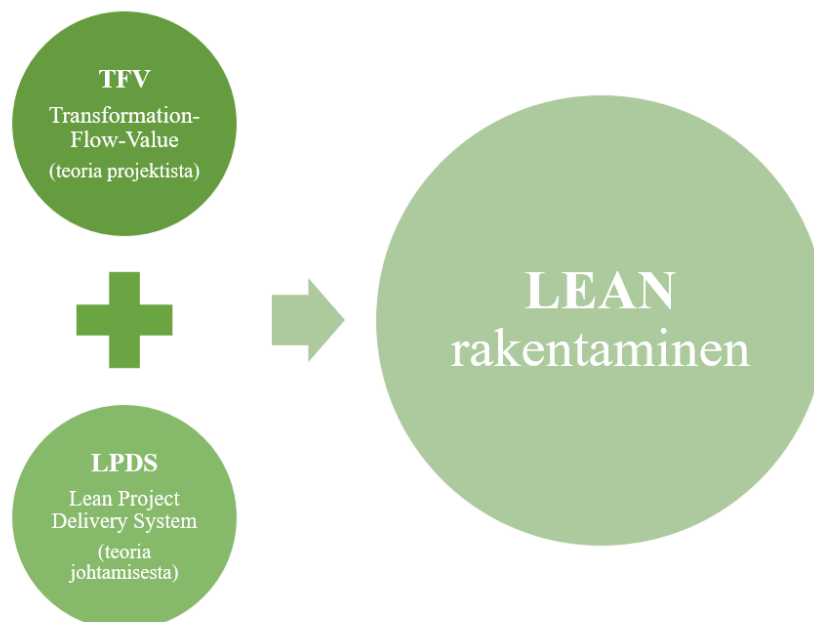 TFV
Transformation-
Flow-Value
(teoria projektista)
LPDS
Lean Project
Delivery System
(teoria
johtamisesta)
LEAN
rakentaminen